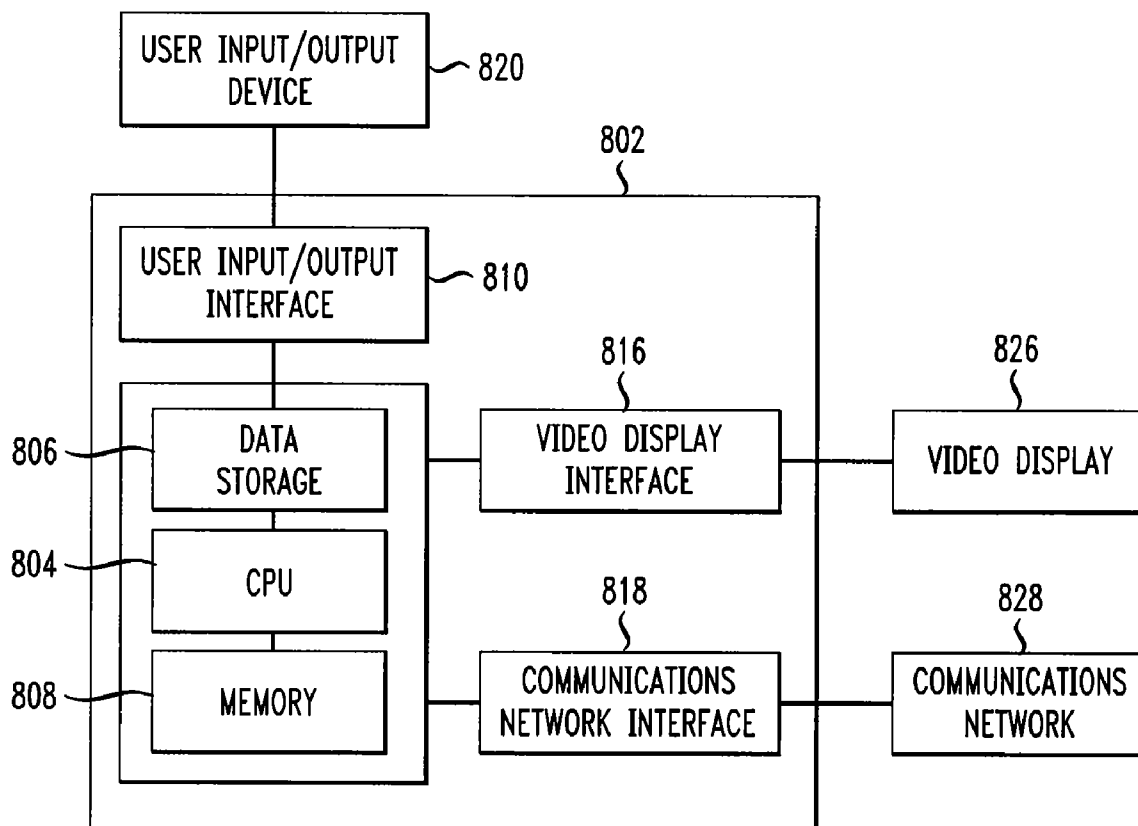 USER INPUT/OUTPUT
DEVICE
820
802
USER INPUT/OUTPUT
INTERFACE
810
816
826
806
DATA
STORAGE
VIDEO DISPLAY
INTERFACE
VIDEO DISPLAY
804
CPU
818
828
808
MEMORY
COMMUNICATIONS
NETWORK INTERFACE
COMMUNICATIONS
NETWORK